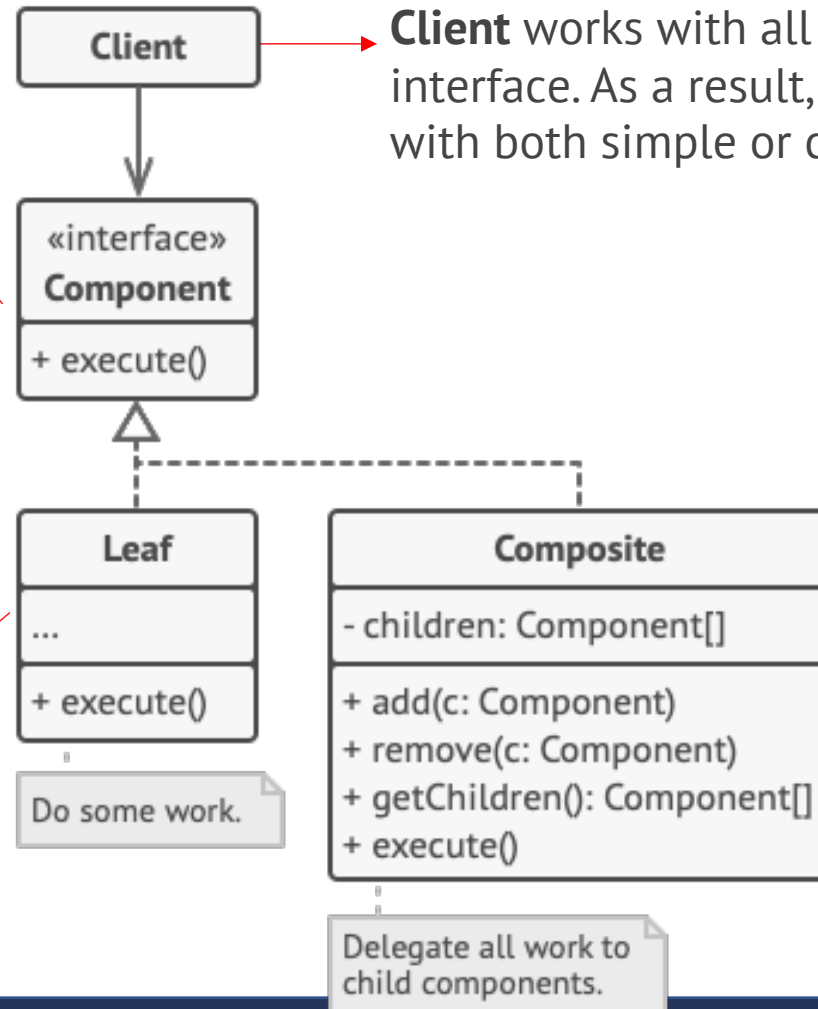 Client
Client works with all
interface. As a result,
with both simple or
«interface»
Component
+ execute()
Leaf
...
+ execute()
Do some work.
Composite
- children: Component[]
+ add(c: Component)
+ remove(c: Component)
+ getChildren(): Component[]
+ execute()
Delegate all work to
child components.